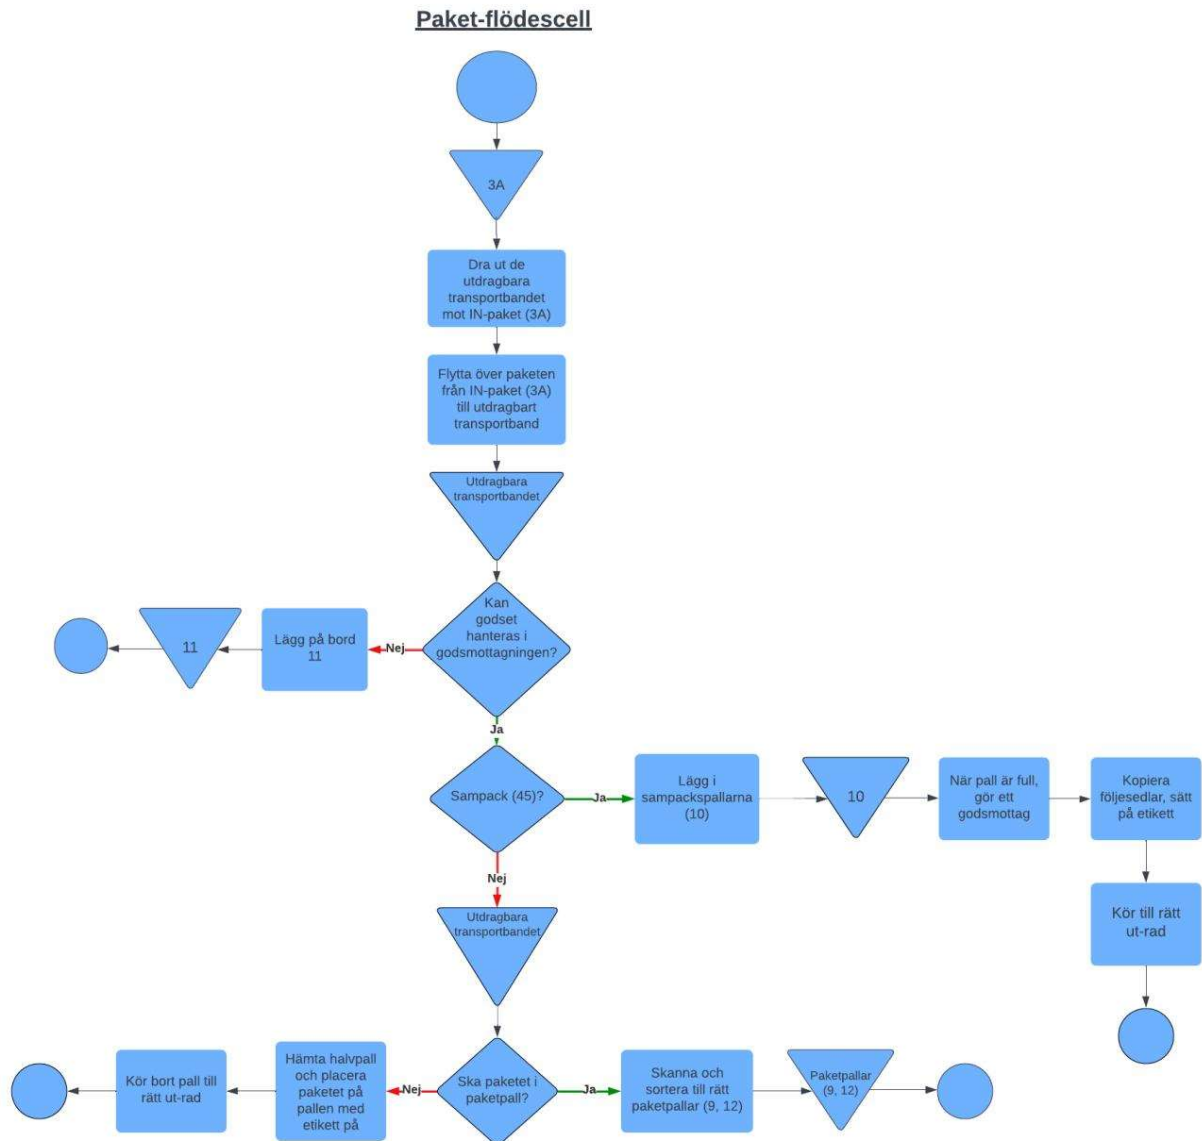 Paket-flödescell
3A
Dra ut de
utdragbara
transportbandet
mot IN-paket (3A)
Flytta över paketen
från IN-paket (3A)
till utdragbart
transportband
Utdragbara
transportbandet
Kan
godset
hanteras i
godsmottagningen?
Nej
Lägg på bord
11
11
Ja
Sampack (45)?
Ja
Lägg i
sampackspallarna
(10)
10
När pall är full,
gör ett
godsmottag
Kopiera
följesedlar, sätt
på etikett
Kör till rätt
ut-rad
Nej
Utdragbara
transportbandet
Ska paketet i
paketpall?
Nej
Hämta halvpall
och placera
paketet på
pallen med
etikett på
Kör bort pall till
rätt ut-rad
Ja
Skanna och
sortera till rätt
paketpallar (9, 12)
Paketpallar
(9, 12)